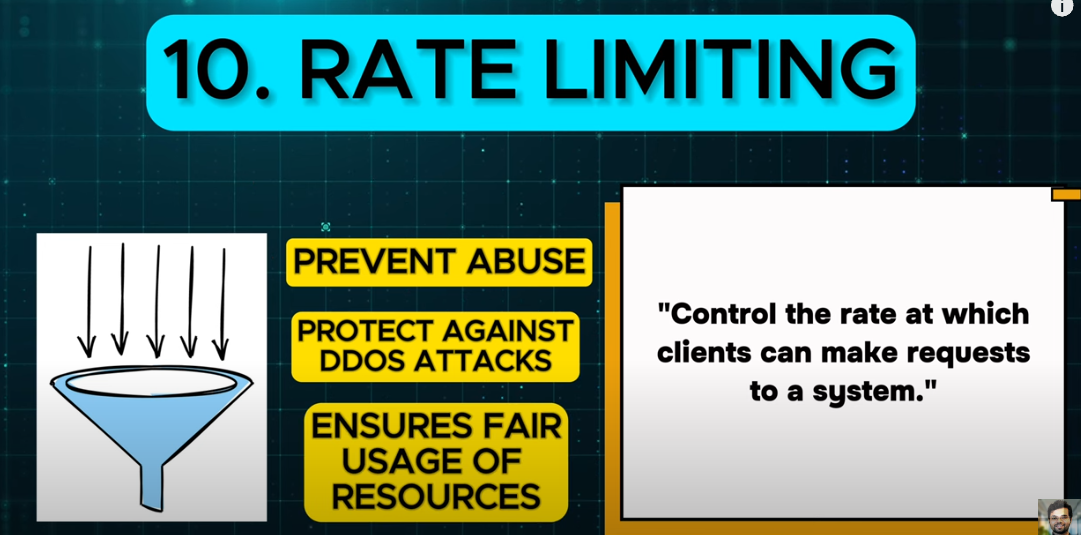 10. RATE LIMITING
PREVENT ABUSE
PROTECT AGAINST
DDOS ATTACKS
ENSURES FAIR
USAGE OF
RESOURCES
"Control the rate at which
clients can make requests
to a system."
i